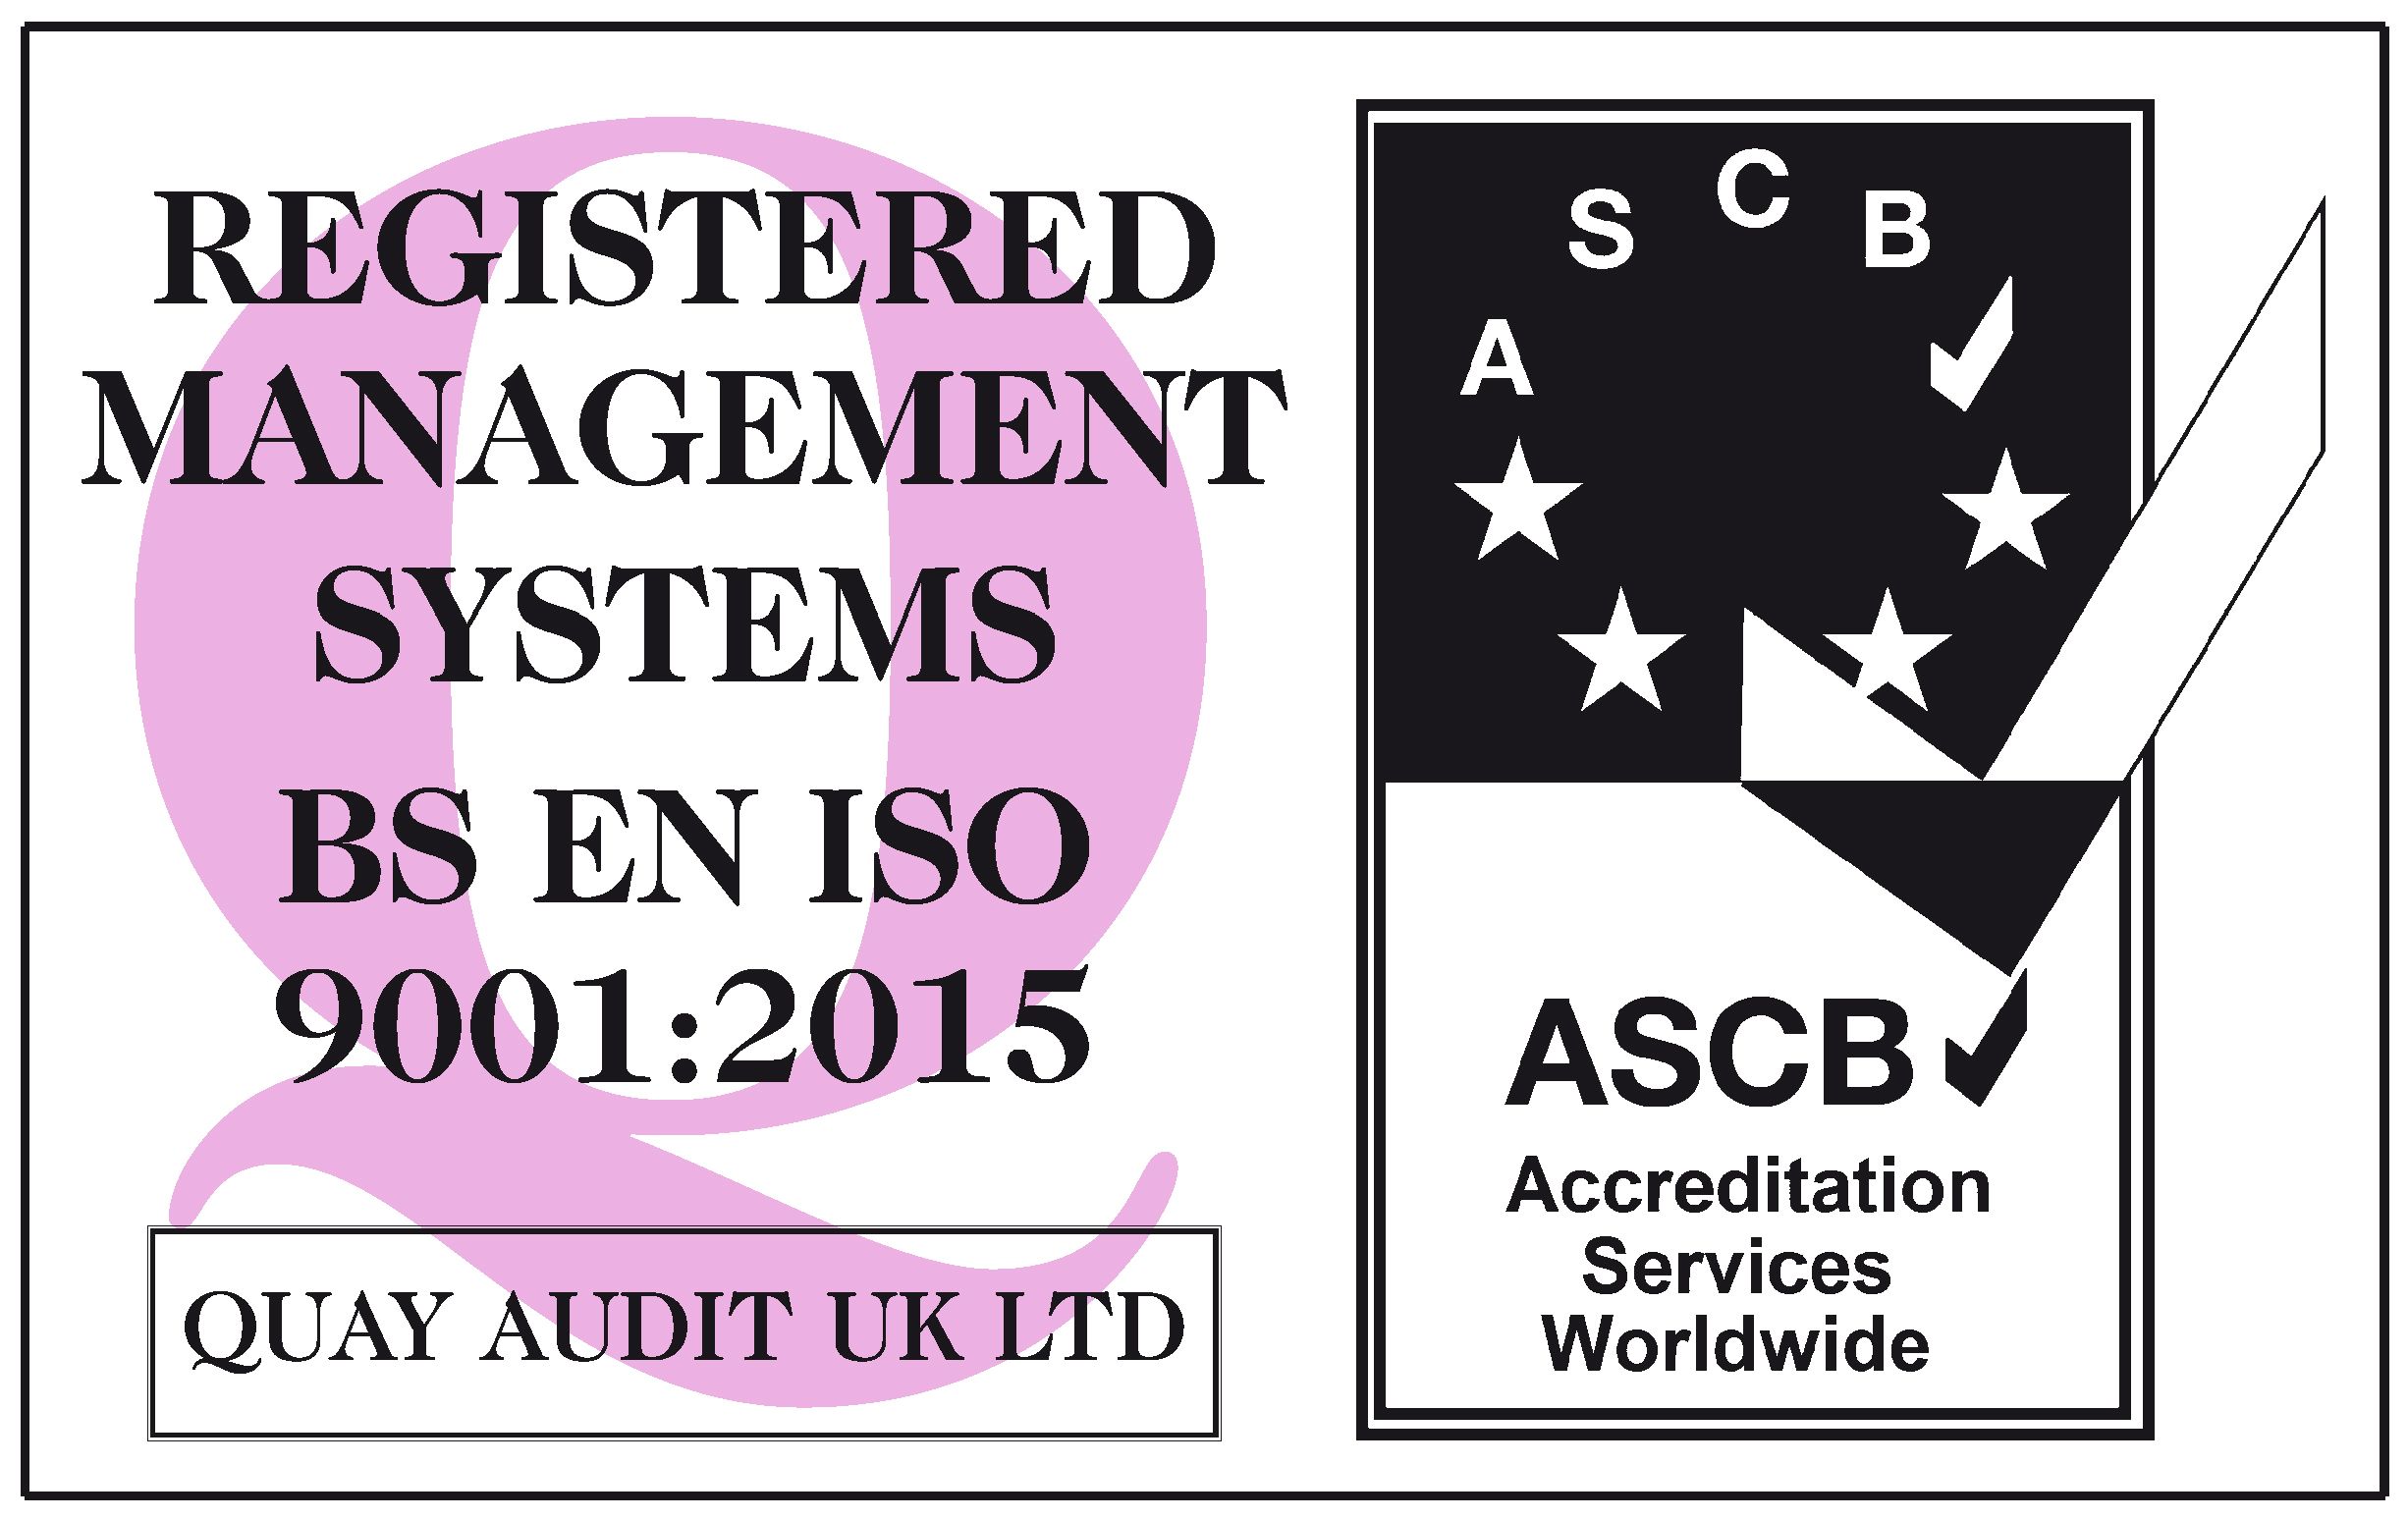 REGISTERED
MANAGEMENT
SYSTEMS
BS EN ISO
9001:2015
QUAY AUDIT UK LTD
A S C B
ASCB
Accreditation
Services
Worldwide